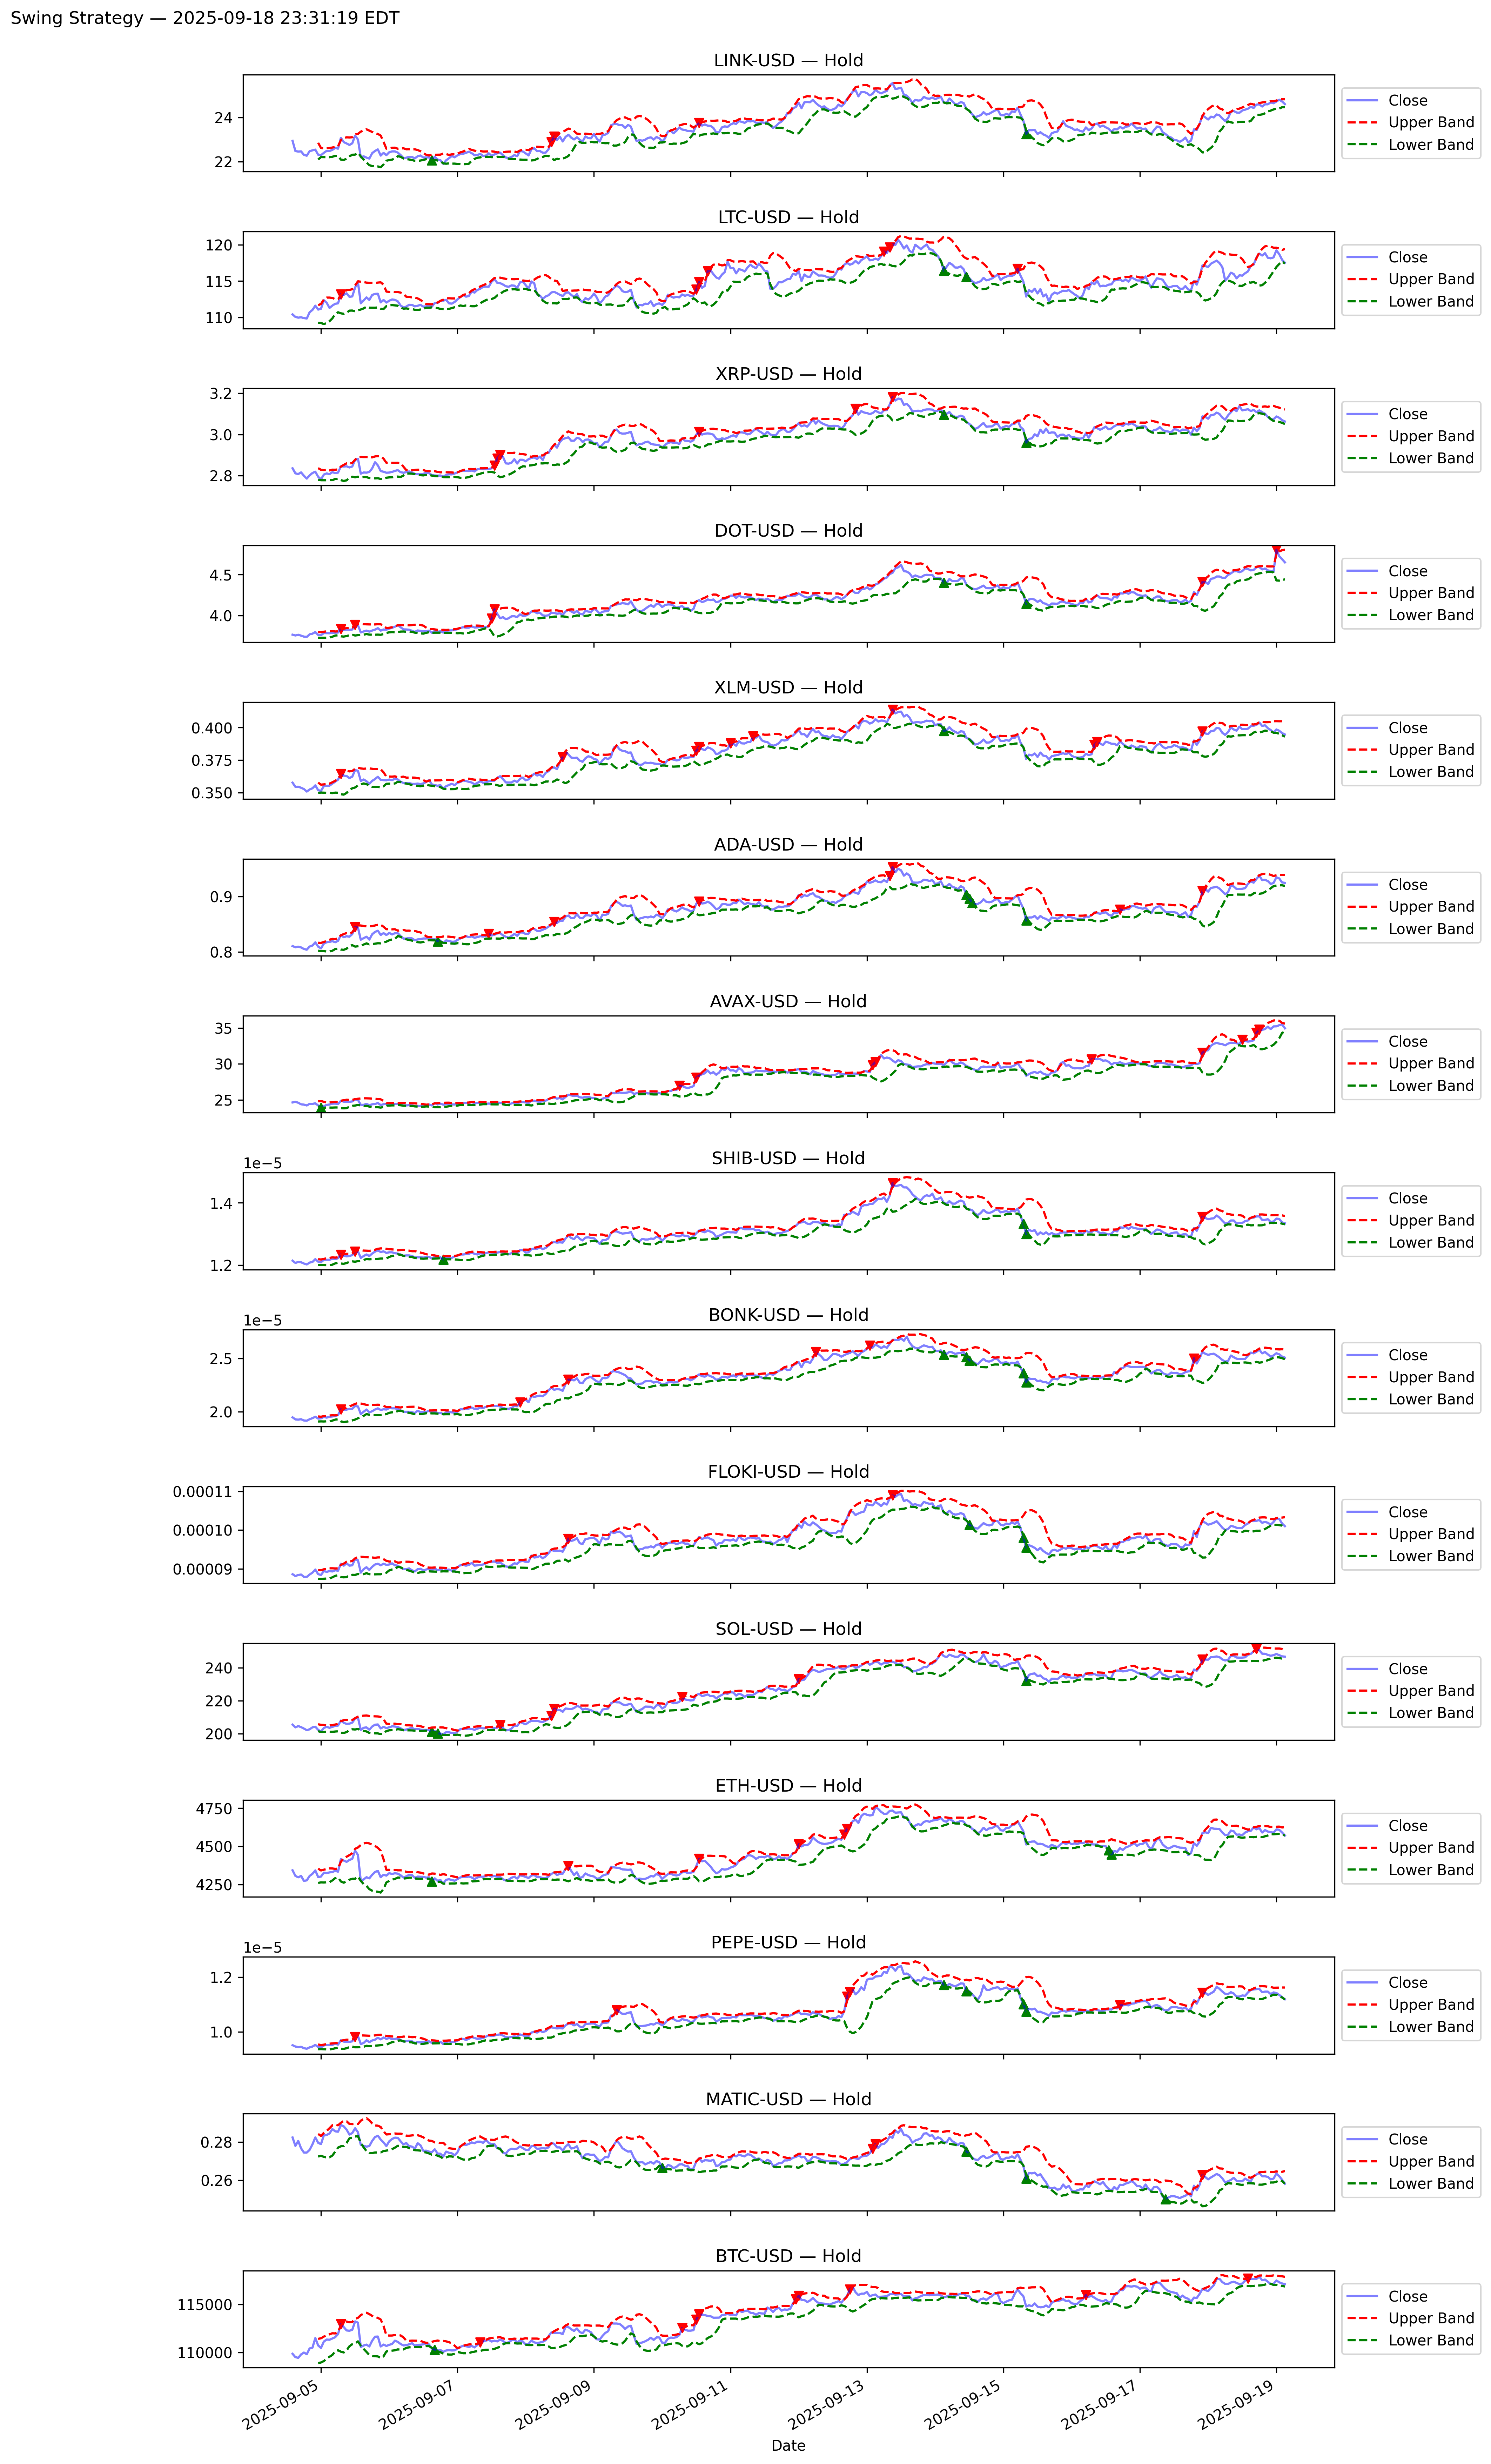 Swing Strategy — 2025-09-18 23:31:19 EDT
LINK-USD — Hold
24
22
Close
Upper Band
Lower Band
LTC-USD — Hold
120
115
110
Close
Upper Band
Lower Band
XRP-USD — Hold
3.2
3.0
2.8
Close
Upper Band
Lower Band
DOT-USD — Hold
4.5
4.0
Close
Upper Band
Lower Band
XLM-USD — Hold
0.400
0.375
0.350
Close
Upper Band
Lower Band
ADA-USD — Hold
0.9
0.8
Close
Upper Band
Lower Band
AVAX-USD — Hold
35
30
25
Close
Upper Band
Lower Band
SHIB-USD — Hold
1e−5
1.4
1.2
Close
Upper Band
Lower Band
BONK-USD — Hold
1e−5
2.5
2.0
Close
Upper Band
Lower Band
FLOKI-USD — Hold
0.00011
0.00010
0.00009
Close
Upper Band
Lower Band
SOL-USD — Hold
240
220
200
Close
Upper Band
Lower Band
ETH-USD — Hold
4750
4500
4250
Close
Upper Band
Lower Band
PEPE-USD — Hold
1e−5
1.2
1.0
Close
Upper Band
Lower Band
MATIC-USD — Hold
0.28
0.26
Close
Upper Band
Lower Band
BTC-USD — Hold
115000
110000
Close
Upper Band
Lower Band
2025-09-05
2025-09-07
2025-09-09
2025-09-11
2025-09-13
2025-09-15
2025-09-17
2025-09-19
Date